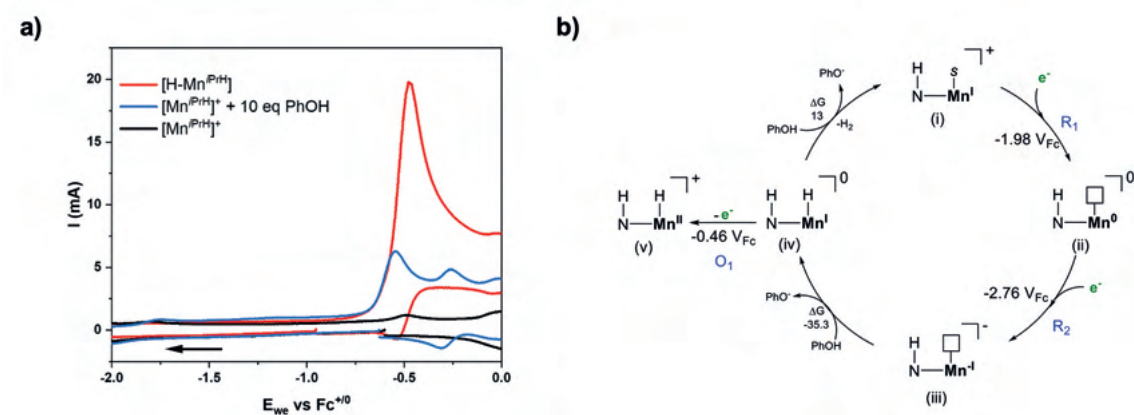 a)
20
15
10
5
0
I (mA)
[H-Mn^iPrH]
[Mn^iPrH]⁺ + 10 eq PhOH
[Mn^iPrH]⁺
-2.0 -1.5 -1.0 -0.5 0.0
E_we vs Fc^+/0
b)
H
N
S
Mn^I
+
(i)
e⁻
R₁
-1.98 V_Fc
0
H
N
Mn⁰
(ii)
e⁻
-2.76 V_Fc
R₂
-
H
N
Mn^-I
(iii)
PhO⁻
ΔG
-35.3
PhOH
0
H H
N Mn^I
(iv)
- e⁻
-0.46 V_Fc
O₁
+
H H
N Mn^II
(v)
PhOH
ΔG
13
-H₂
PhO⁻